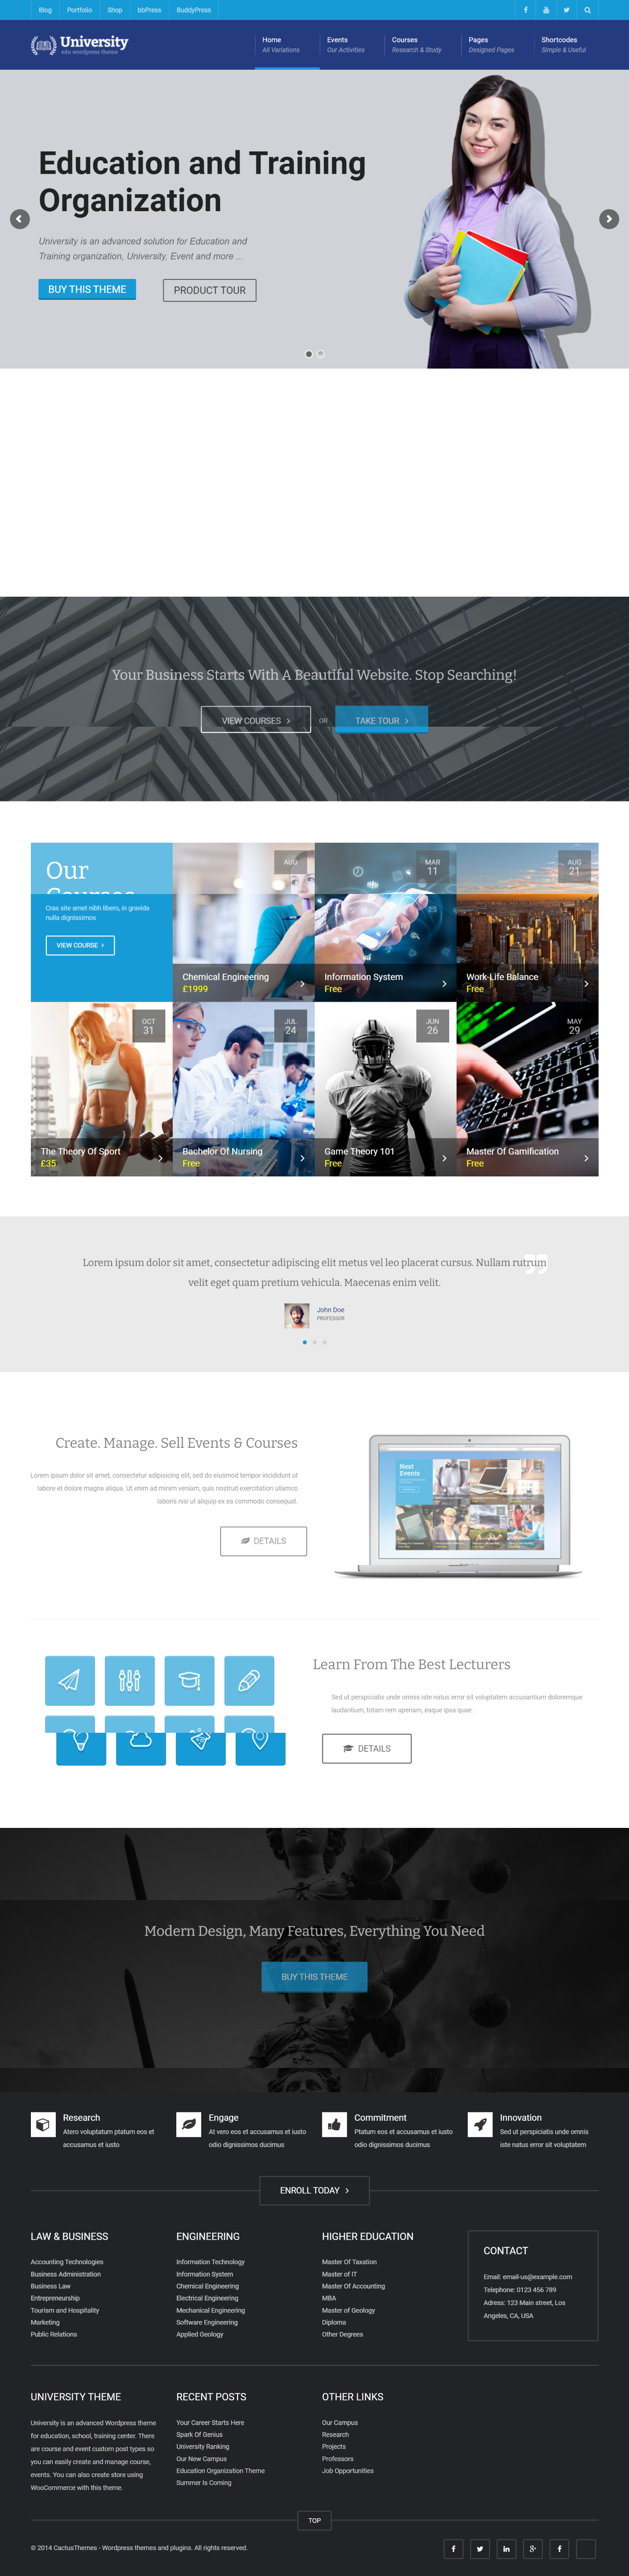 Blog Portfolio Shop bbPress BuddyPress
University
edu wordpress theme
Home Events Courses Pages Shortcodes
All Variations Our Activities Research & Study Designed Pages Simple & Useful
Education and Training
Organization
University is an advanced solution for Education and
Training organization, University, Event and more ...
BUY THIS THEME PRODUCT TOUR
Your Business Starts With A Beautiful Website. Stop Searching!
VIEW COURSES OR TAKE TOUR
Our
Courses
Cras site amet nibh libero, in gravida
nulla dignissimos
VIEW COURSE
AUG
Chemical Engineering
£1999
MAR
11
Information System
Free
AUG
21
Work-Life Balance
Free
OCT
31
The Theory Of Sport
£35
JUL
24
Bachelor Of Nursing
Free
JUN
26
Game Theory 101
Free
MAY
29
Master Of Gamification
Free
Lorem ipsum dolor sit amet, consectetur adipiscing elit metus vel leo placerat cursus. Nullam rutrum
velit eget quam pretium vehicula. Maecenas enim velit.
John Doe
PROFESSOR
Create. Manage. Sell Events & Courses
Lorem ipsum dolor sit amet, consectetur adipisicing elit, sed do eiusmod tempor incididunt ut
labore et dolore magna aliqua. Ut enim ad minim veniam, quis nostrud exercitation ullamco
laboris nisi ut aliquip ex ea commodo consequat.
DETAILS
Next
Events
Learn From The Best Lecturers
Sed ut perspiciatis unde omnis iste natus error sit voluptatem accusantium doloremque
laudantium, totam rem aperiam, eaque ipsa quae.
DETAILS
Modern Design, Many Features, Everything You Need
BUY THIS THEME
Research
Atero voluptatum ptatum eos et
accusamus et iusto
Engage
At vero eos et accusamus et iusto
odio dignissimos ducimus
Commitment
Ptatum eos et accusamus et iusto
odio dignissimos ducimus
Innovation
Sed ut perspiciatis unde omnis
iste natus error sit voluptatem
ENROLL TODAY
LAW & BUSINESS
Accounting Technologies
Business Administration
Business Law
Entrepreneurship
Tourism and Hospitality
Marketing
Public Relations
ENGINEERING
Information Technology
Information System
Chemical Engineering
Electrical Engineering
Mechanical Engineering
Software Engineering
Applied Geology
HIGHER EDUCATION
Master Of Taxation
Master of IT
Master Of Accounting
MBA
Master of Geology
Diploma
Other Degrees
CONTACT
Email: email-us@example.com
Telephone: 0123 456 789
Adress: 123 Main street, Los
Angeles, CA, USA
UNIVERSITY THEME
University is an advanced Wordpress theme
for education, school, training center. There
are course and event custom post types so
you can easily create and manage course,
events. You can also create store using
WooCommerce with this theme.
RECENT POSTS
Your Career Starts Here
Spark Of Genius
University Ranking
Our New Campus
Education Organization Theme
Summer Is Coming
OTHER LINKS
Our Campus
Research
Projects
Professors
Job Opportunities
TOP
© 2014 CactusThemes - Wordpress themes and plugins. All rights reserved.